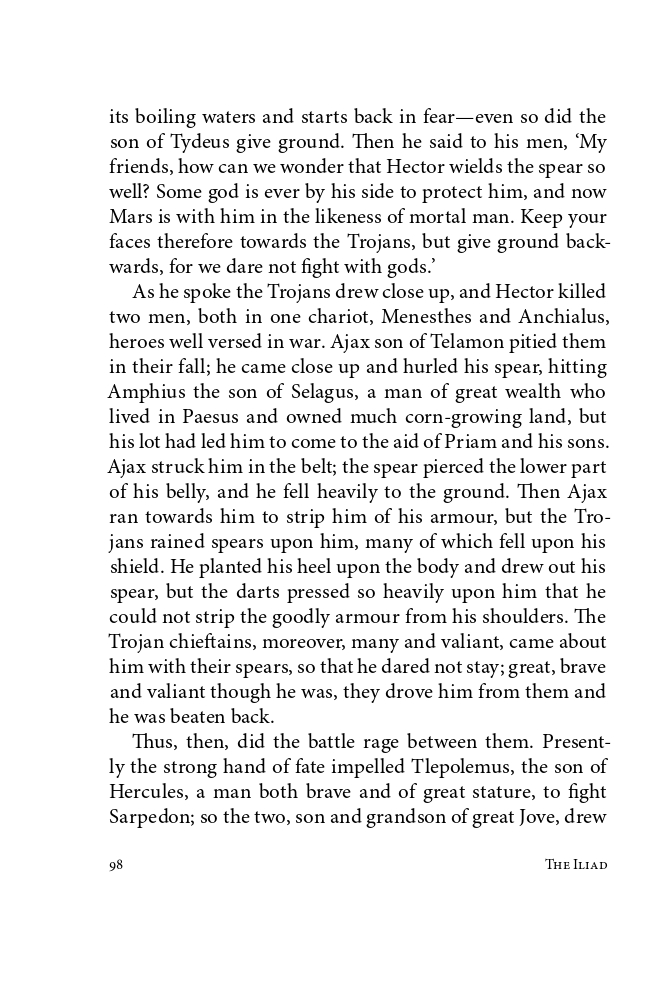 its boiling waters and starts back in fear—even so did the
son of Tydeus give ground. Then he said to his men, ‘My
friends, how can we wonder that Hector wields the spear so
well? Some god is ever by his side to protect him, and now
Mars is with him in the likeness of mortal man. Keep your
faces therefore towards the Trojans, but give ground back-
wards, for we dare not fight with gods.’
As he spoke the Trojans drew close up, and Hector killed
two men, both in one chariot, Menesthes and Anchialus,
heroes well versed in war. Ajax son of Telamon pitied them
in their fall; he came close up and hurled his spear, hitting
Amphius the son of Selagus, a man of great wealth who
lived in Paesus and owned much corn-growing land, but
his lot had led him to come to the aid of Priam and his sons.
Ajax struck him in the belt; the spear pierced the lower part
of his belly, and he fell heavily to the ground. Then Ajax
ran towards him to strip him of his armour, but the Tro-
jans rained spears upon him, many of which fell upon his
shield. He planted his heel upon the body and drew out his
spear, but the darts pressed so heavily upon him that he
could not strip the goodly armour from his shoulders. The
Trojan chieftains, moreover, many and valiant, came about
him with their spears, so that he dared not stay; great, brave
and valiant though he was, they drove him from them and
he was beaten back.
Thus, then, did the battle rage between them. Present-
ly the strong hand of fate impelled Tlepolemus, the son of
Hercules, a man both brave and of great stature, to fight
Sarpedon; so the two, son and grandson of great Jove, drew
98 The Iliad